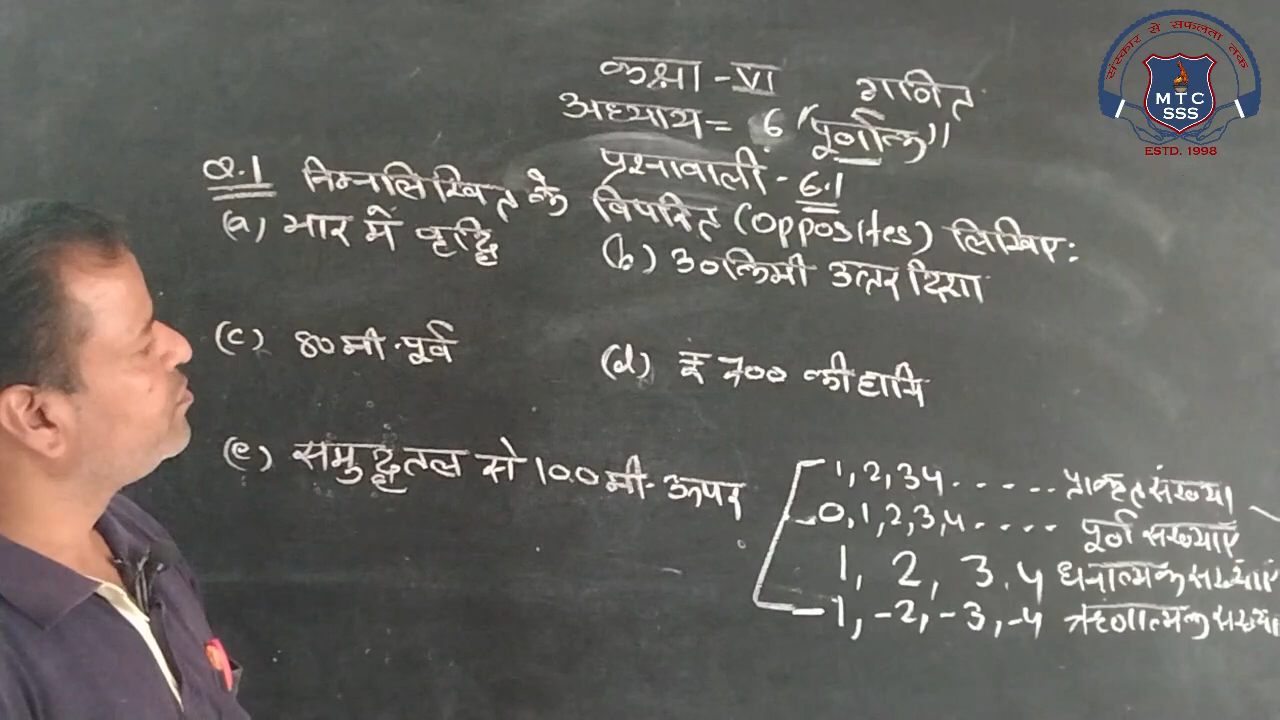 कक्षा - VI गणित
अध्याय = 6 "पूर्णांक"
प्रश्नावाली - 6.1
Q.1 निम्नलिखित के विपरित (opposites) लिखिए:
(a) भार में वृद्धि (b) 30 किमी उत्तर दिशा
(c) 80 मी. पूर्व (d) ₹ 700 की हानि
(e) समुद्रतल से 100 मी. ऊपर
1, 2, 3 4 . . . . . . प्राकृत संख्या
0, 1, 2, 3, 4 . . . . पूर्ण संख्याएं
1, 2, 3. 4 धनात्मक संख्याएं
-1, -2, -3, -4 ऋणात्मक संख्या
संस्कार से सफलता तक
MTC
SSS
ESTD. 1998